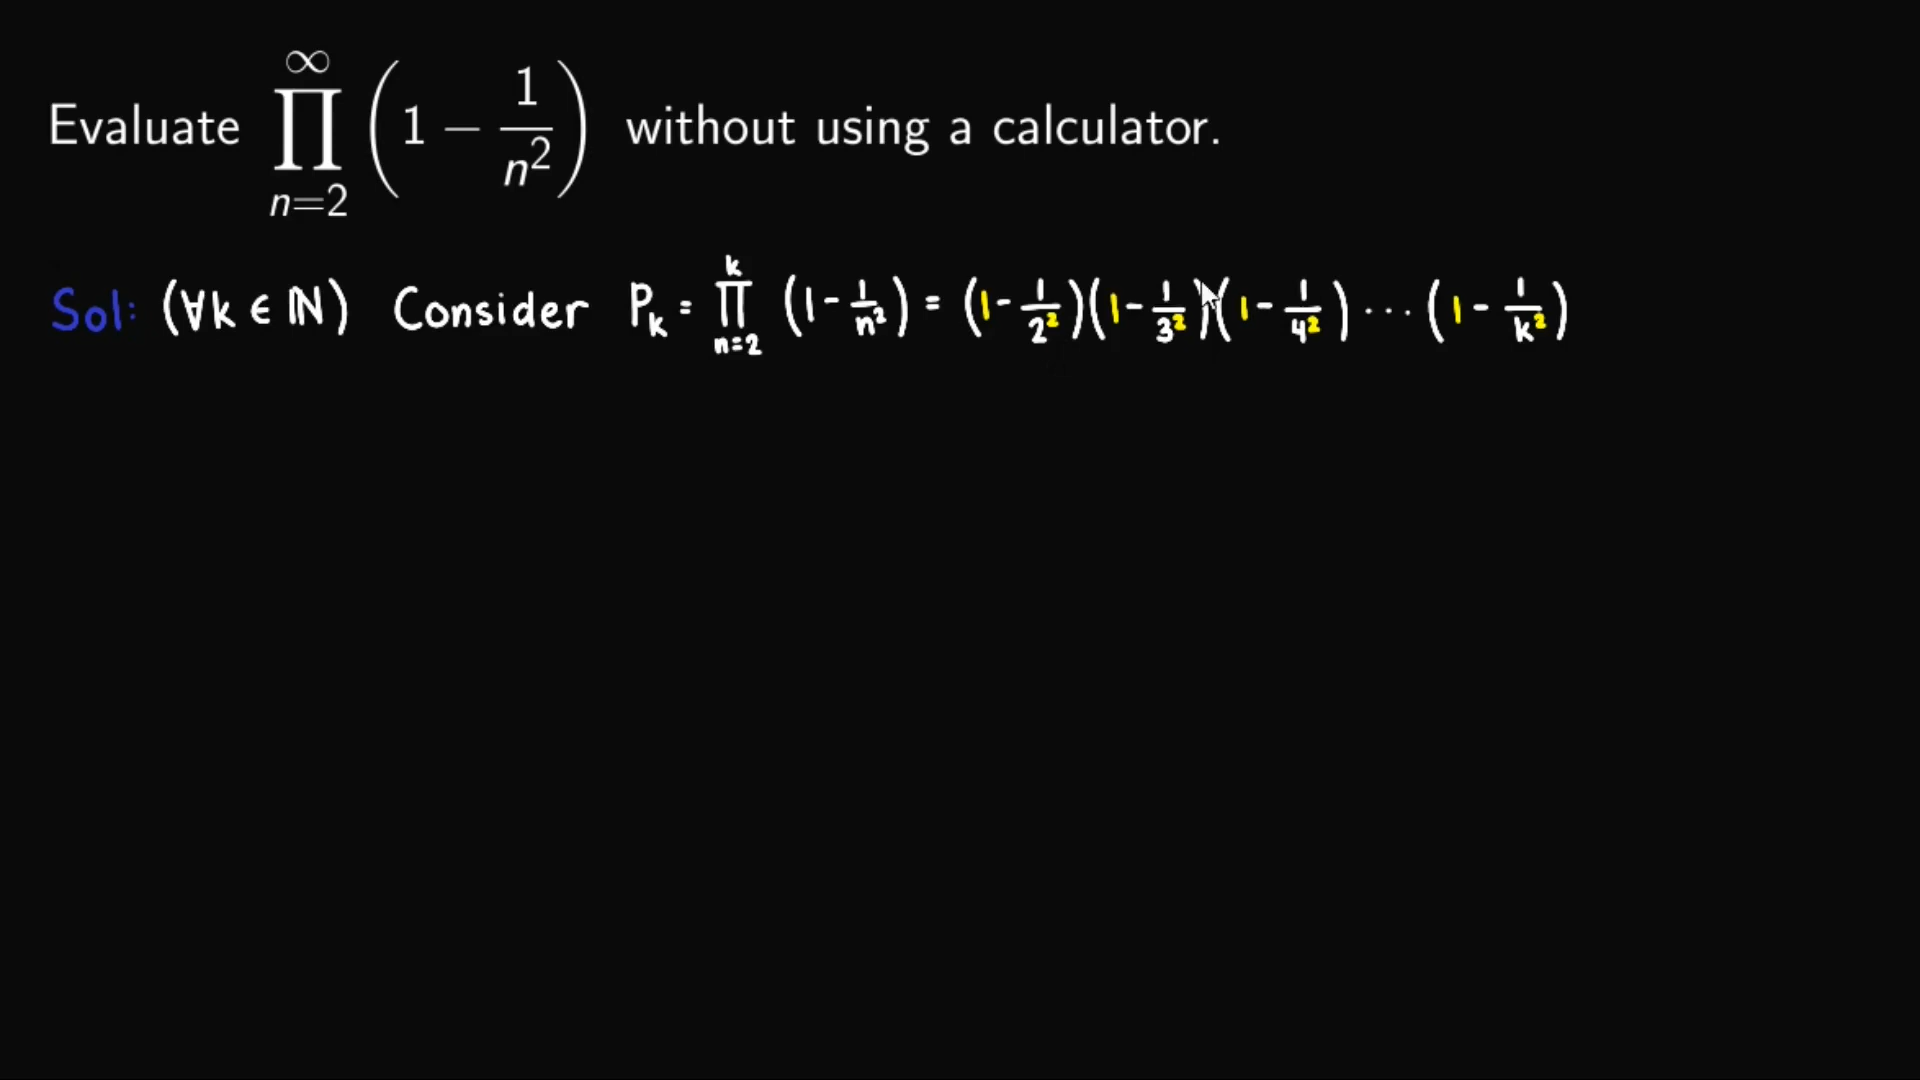 Evaluate ∏_{n=2}^{∞} (1 − 1/n²) without using a calculator.
Sol: (∀k ∈ ℕ) Consider P_k = ∏_{n=2}^{k} (1 - 1/n²) = (1 - 1/2²)(1 - 1/3²)(1 - 1/4²) ··· (1 - 1/k²)